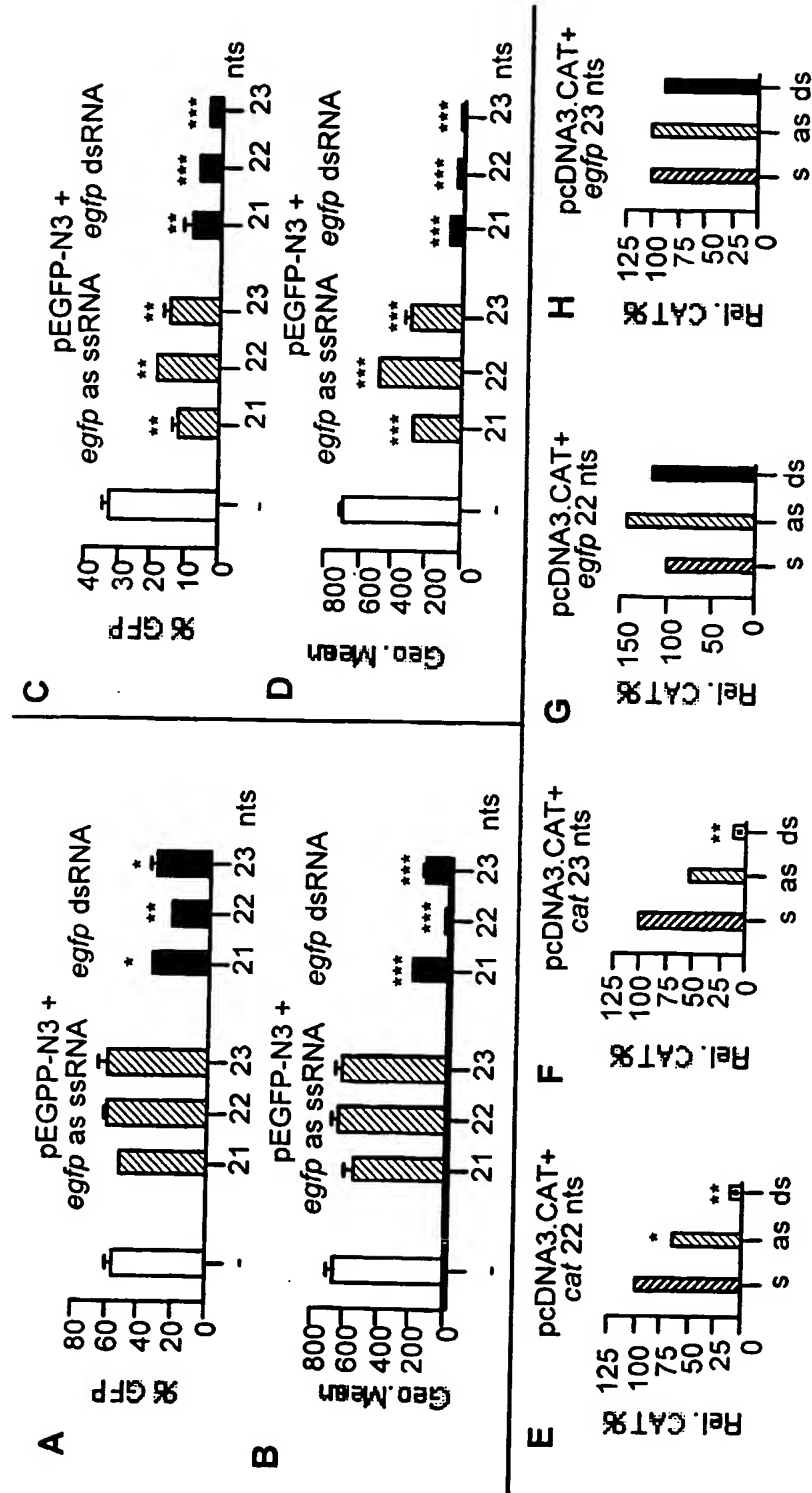 A
pEGPP-N3 +
egfp as ssRNA egfp dsRNA
% GFP
80
60
40
20
0
- 21 22 23 21 22 23 nts
* ** *
B
pEGFP-N3 +
egfp as ssRNA egfp dsRNA
Geo. Mean
800
600
400
200
0
- 21 22 23 21 22 23 nts
*** *** ***
C
pEGFP-N3 +
egfp as ssRNA egfp dsRNA
% GFP
40
30
20
10
0
- 21 22 23 21 22 23 nts
** ** ** ** *** ***
D
pEGFP-N3 +
egfp as ssRNA egfp dsRNA
Geo. Mean
800
600
400
200
0
- 21 22 23 21 22 23 nts
*** *** *** *** *** ***
E
pcDNA3.CAT+
cat 22 nts
Rel. CAT%
125
100
75
50
25
0
s as ds
* **
F
pcDNA3.CAT+
cat 23 nts
Rel. CAT%
125
100
75
50
25
0
s as ds
**
G
pcDNA3.CAT+
egfp 22 nts
Rel. CAT%
150
100
50
0
s as ds
H
pcDNA3.CAT+
egfp 23 nts
Rel. CAT%
125
100
75
50
25
0
s as ds